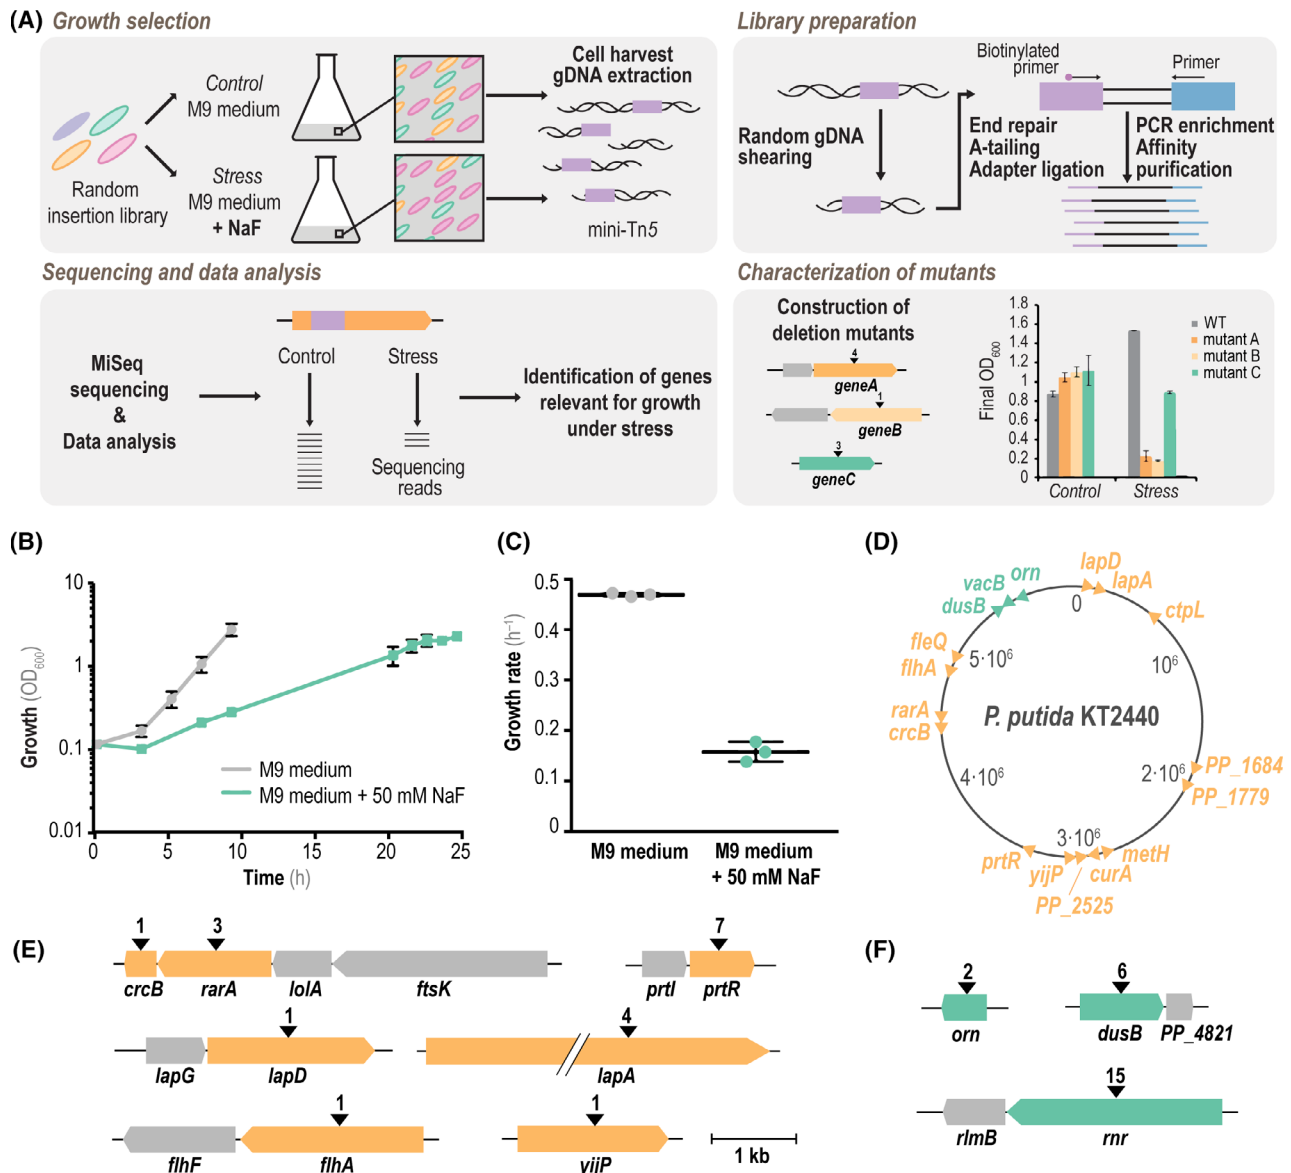 (A) Growth selection
Control
M9 medium
Stress
M9 medium
+ NaF
Random
insertion library
Cell harvest
gDNA extraction
mini-Tn5
Library preparation
Random gDNA
shearing
End repair
A-tailing
Adapter ligation
Biotinylated
primer
Primer
PCR enrichment
Affinity
purification
Sequencing and data analysis
MiSeq
sequencing
&
Data analysis
Control
Stress
Sequencing
reads
Identification of genes
relevant for growth
under stress
Characterization of mutants
Construction of
deletion mutants
4
geneA
1
geneB
3
geneC
Final OD600
1.8
1.6
1.4
1.2
1
0.8
0.6
0.4
0.2
0
Control
Stress
WT
mutant A
mutant B
mutant C
(B)
Growth (OD600)
10
1
0.1
0.01
0
5
10
15
20
25
Time (h)
M9 medium
M9 medium + 50 mM NaF
(C)
Growth rate (h⁻¹)
0.5
0.4
0.3
0.2
0.1
0
M9 medium
M9 medium
+ 50 mM NaF
(D)
P. putida KT2440
0
10⁶
2·10⁶
3·10⁶
4·10⁶
5·10⁶
lapD
lapA
ctpL
PP_1684
PP_1779
metH
curA
PP_2525
yijP
prtR
crcB
rarA
flhA
fleQ
dusB
vacB
orn
(E)
1
3
crcB
rarA
lolA
ftsK
7
prtI
prtR
1
lapG
lapD
4
lapA
1
flhF
flhA
1
yijP
1 kb
(F)
2
orn
6
dusB
PP_4821
15
rlmB
rnr